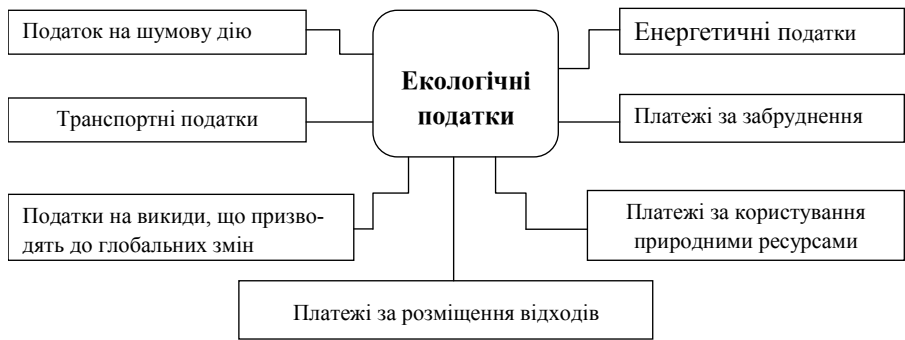 Податок на шумову дію
Енергетичні податки
Екологічні
податки
Транспортні податки
Платежі за забруднення
Податки на викиди, що призво-
дять до глобальних змін
Платежі за користування
природними ресурсами
Платежі за розміщення відходів